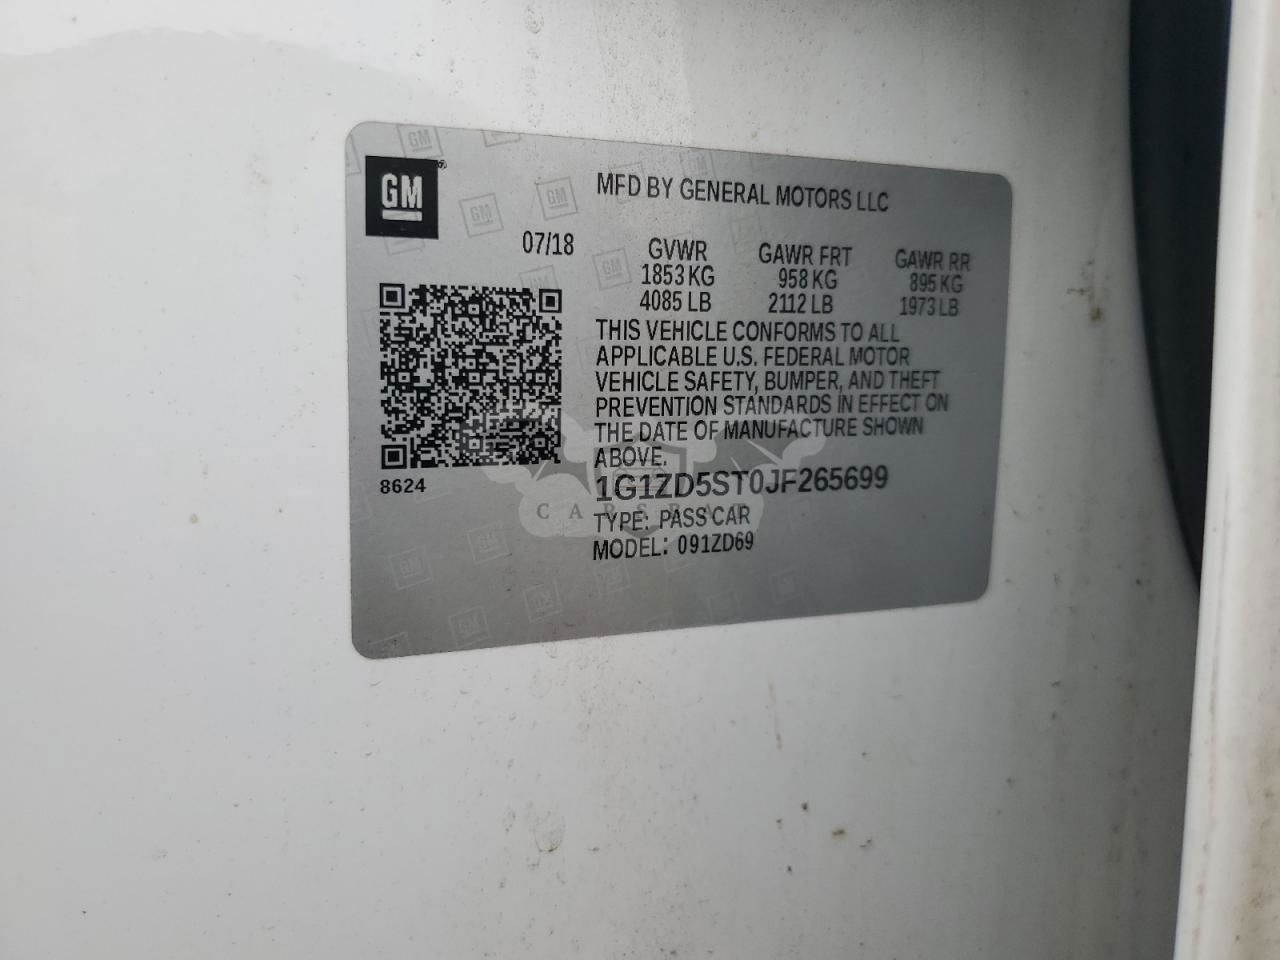 GM
MFD BY GENERAL MOTORS LLC
07/18
GVWR GAWR FRT GAWR RR
1853 KG 958 KG 895 KG
4085 LB 2112 LB 1973 LB
THIS VEHICLE CONFORMS TO ALL
APPLICABLE U.S. FEDERAL MOTOR
VEHICLE SAFETY, BUMPER, AND THEFT
PREVENTION STANDARDS IN EFFECT ON
THE DATE OF MANUFACTURE SHOWN
ABOVE.
8624
1G1ZD5ST0JF265699
TYPE: PASS CAR
MODEL: 091ZD69